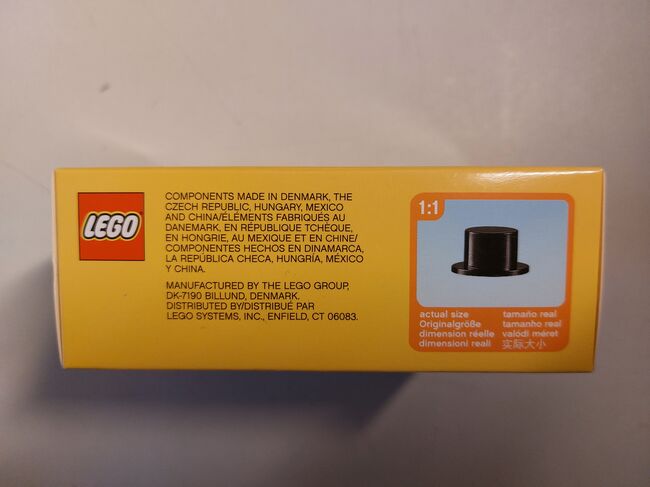 LEGO
COMPONENTS MADE IN DENMARK, THE
CZECH REPUBLIC, HUNGARY, MEXICO
AND CHINA/ÉLÉMENTS FABRIQUÉS AU
DANEMARK, EN RÉPUBLIQUE TCHÈQUE,
EN HONGRIE, AU MEXIQUE ET EN CHINE/
COMPONENTES HECHOS EN DINAMARCA,
LA REPÚBLICA CHECA, HUNGRÍA, MÉXICO
Y CHINA.
MANUFACTURED BY THE LEGO GROUP,
DK-7190 BILLUND, DENMARK.
DISTRIBUTED BY/DISTRIBUÉ PAR
LEGO SYSTEMS, INC., ENFIELD, CT 06083.
1:1
actual size
Originalgröße
dimension réelle
dimensioni reali
tamaño real
tamanho real
valódi méret
实际大小